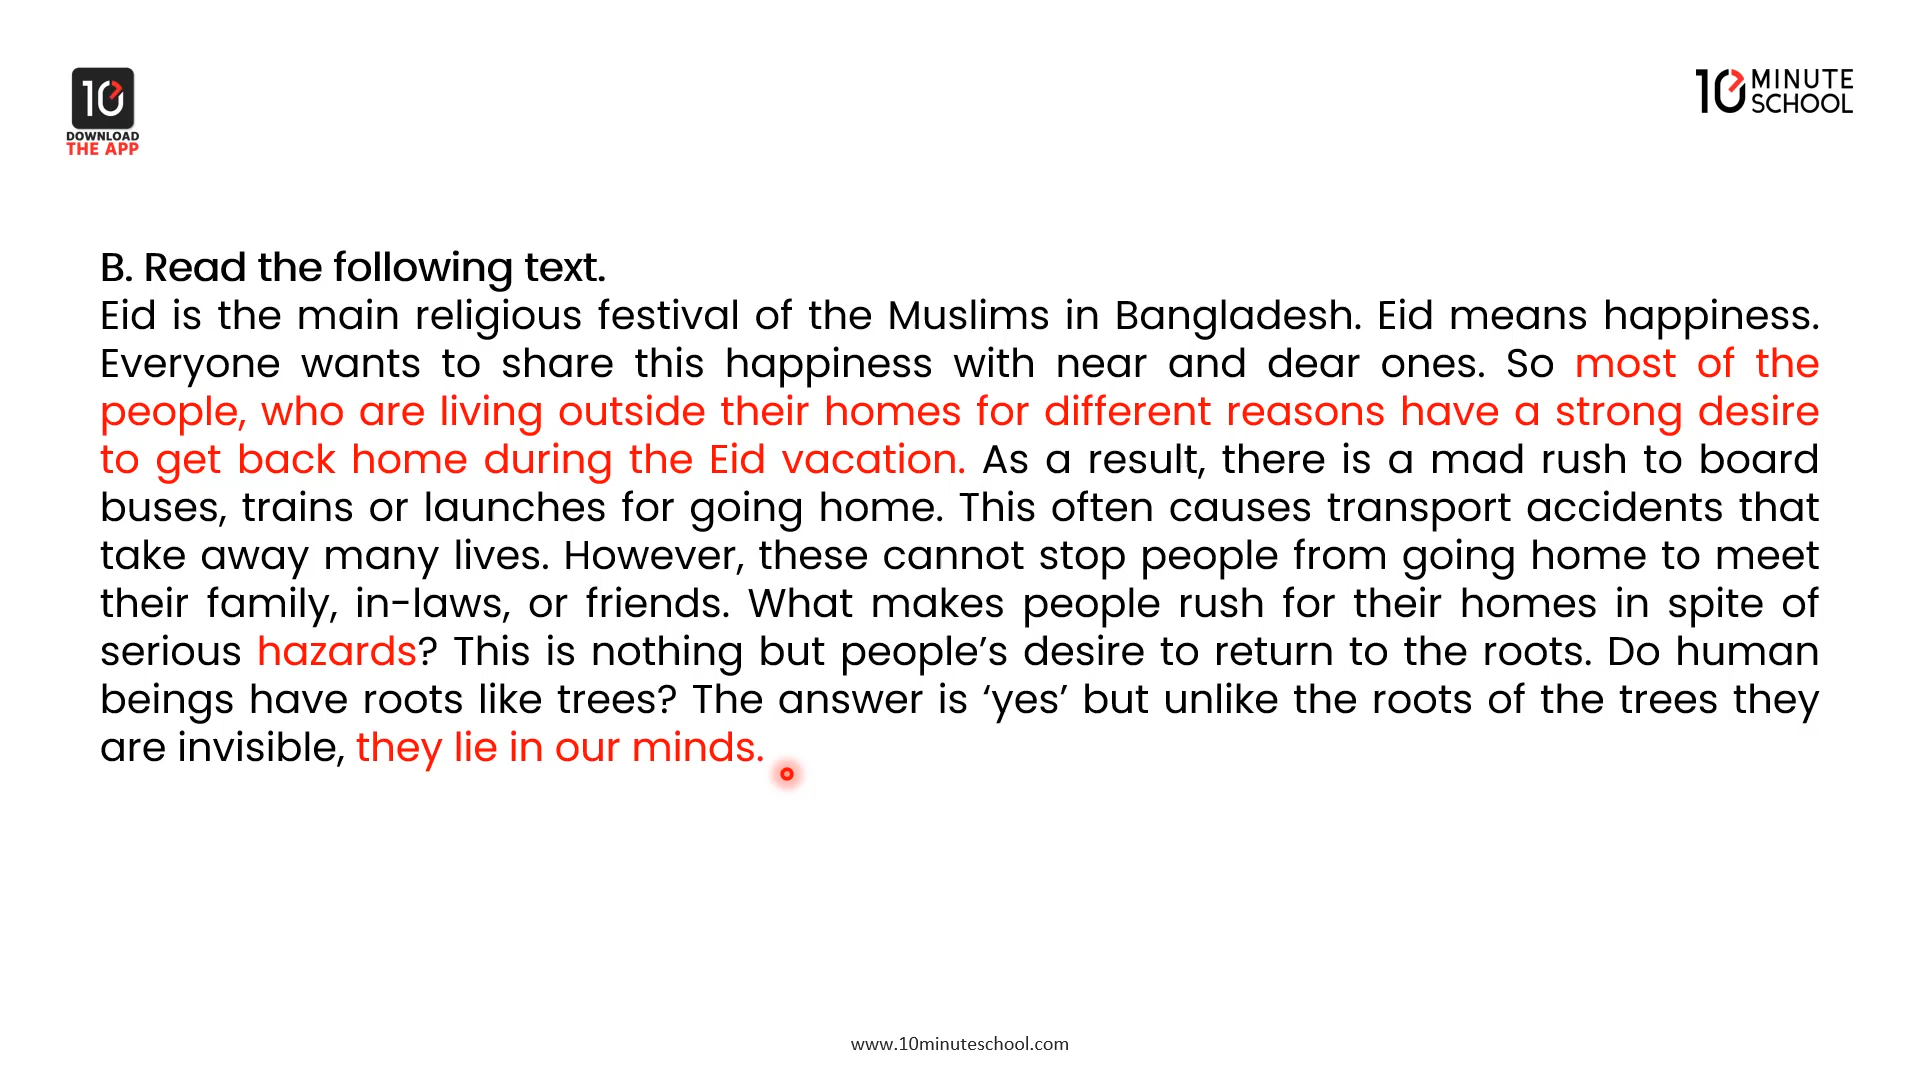 10
DOWNLOAD
THE APP
10 MINUTE
SCHOOL
B. Read the following text.
Eid is the main religious festival of the Muslims in Bangladesh. Eid means happiness.
Everyone wants to share this happiness with near and dear ones. So most of the
people, who are living outside their homes for different reasons have a strong desire
to get back home during the Eid vacation. As a result, there is a mad rush to board
buses, trains or launches for going home. This often causes transport accidents that
take away many lives. However, these cannot stop people from going home to meet
their family, in-laws, or friends. What makes people rush for their homes in spite of
serious hazards? This is nothing but people’s desire to return to the roots. Do human
beings have roots like trees? The answer is ‘yes’ but unlike the roots of the trees they
are invisible, they lie in our minds.
www.10minuteschool.com